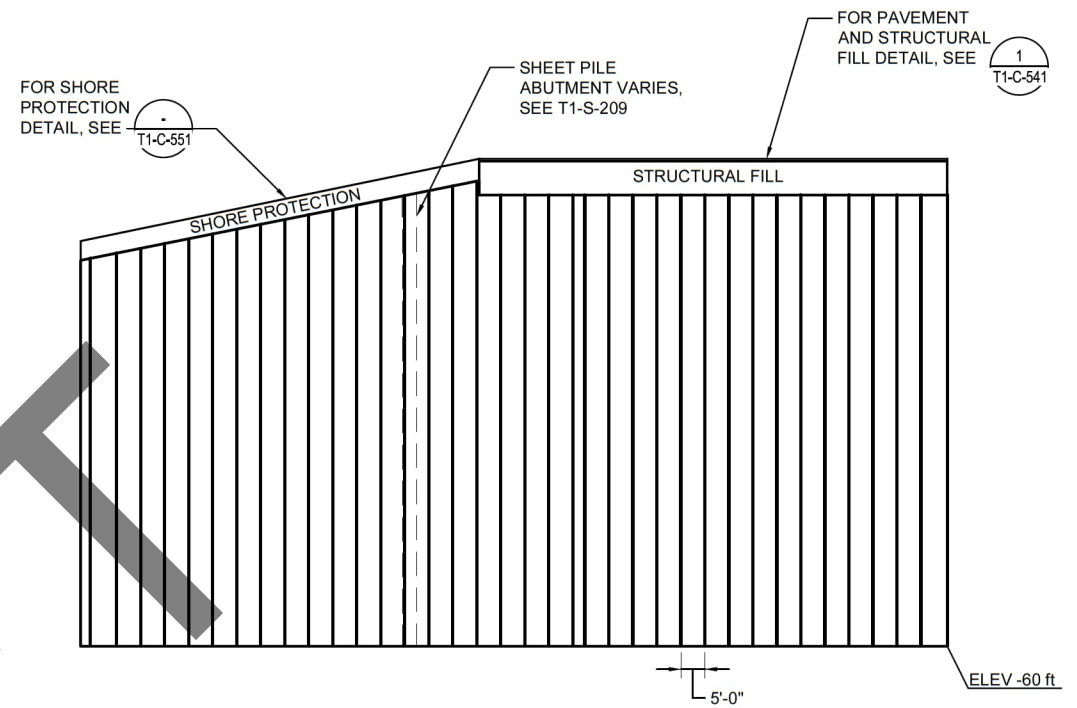 FOR PAVEMENT
AND STRUCTURAL
FILL DETAIL, SEE
1
T1-C-541
SHEET PILE
ABUTMENT VARIES,
SEE T1-S-209
FOR SHORE
PROTECTION
DETAIL, SEE
-
T1-C-551
STRUCTURAL FILL
SHORE PROTECTION
ELEV -60 ft
5'-0"